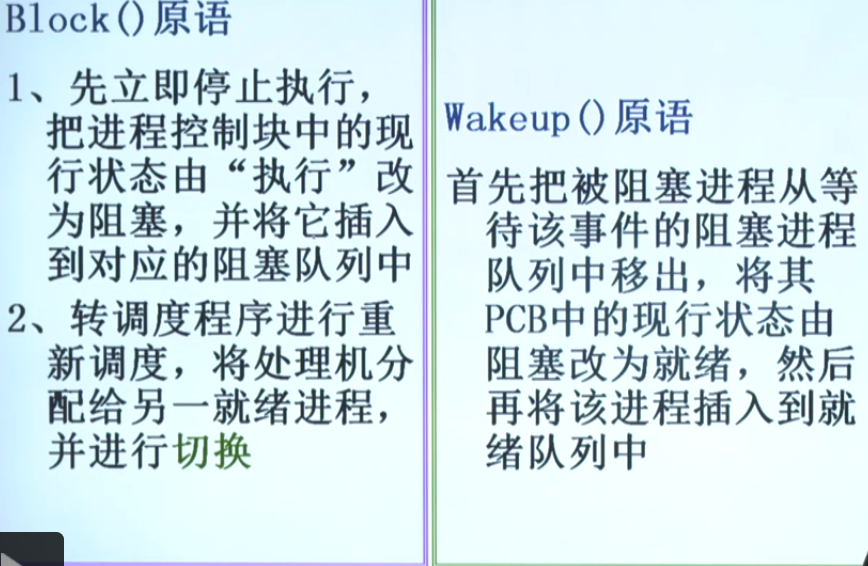 Block()原语
1、先立即停止执行，
把进程控制块中的现
行状态由“执行”改
为阻塞，并将它插入
到对应的阻塞队列中
2、转调度程序进行重
新调度，将处理机分
配给另一就绪进程，
并进行切换
Wakeup()原语
首先把被阻塞进程从等
待该事件的阻塞进程
队列中移出，将其
PCB中的现行状态由
阻塞改为就绪，然后
再将该进程插入到就
绪队列中